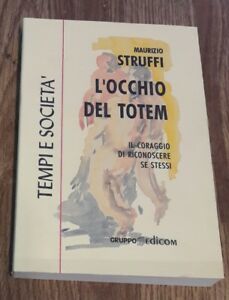 TEMPI E SOCIETA'
MAURIZIO
STRUFFI
L'OCCHIO
DEL TOTEM
IL CORAGGIO
DI RICONOSCERE
SE STESSI
GRUPPO EDICOM